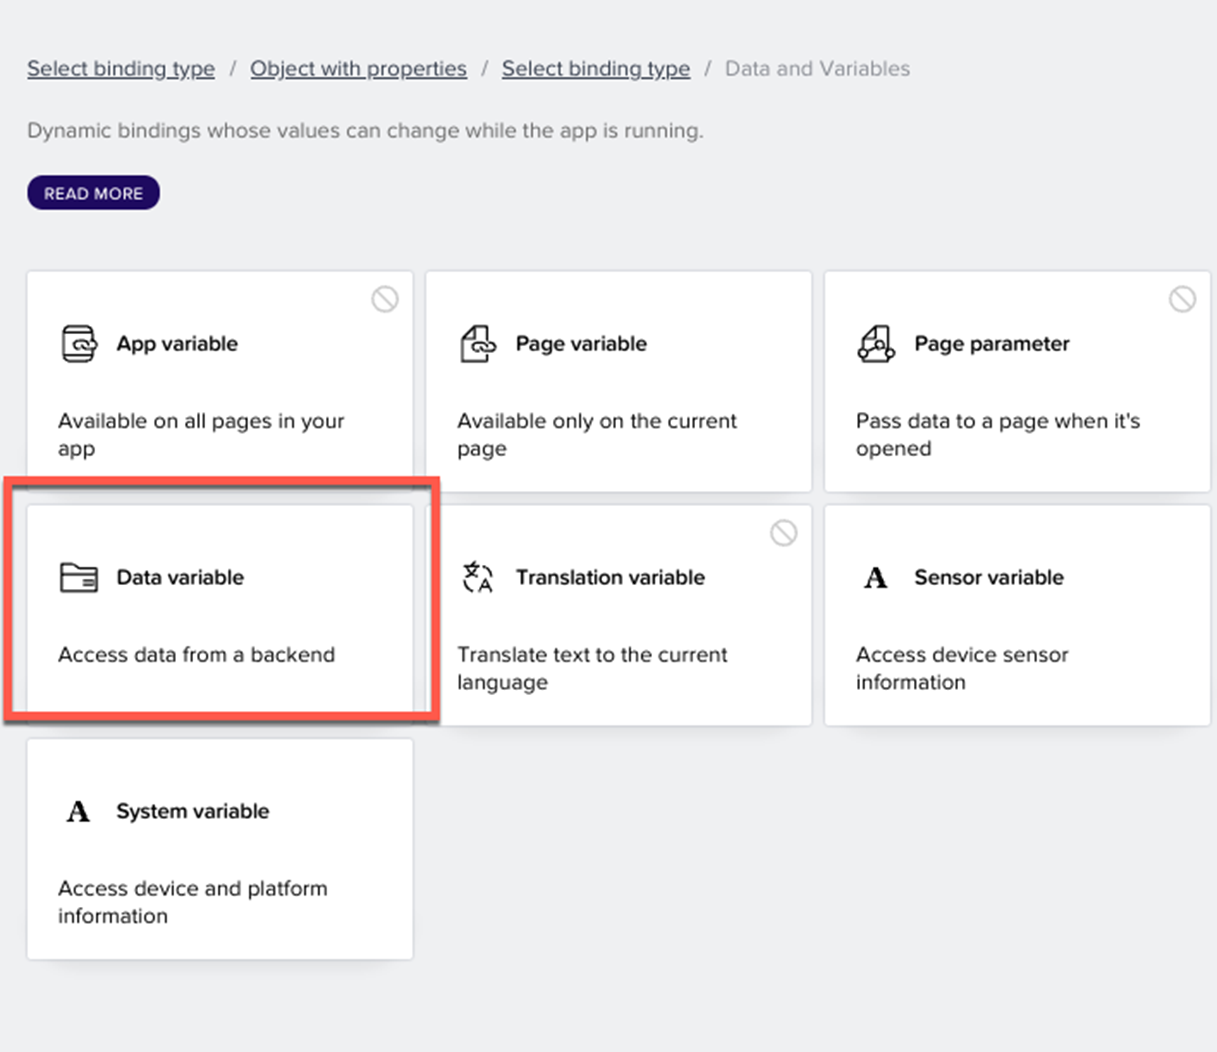 Select binding type / Object with properties / Select binding type / Data and Variables
Dynamic bindings whose values can change while the app is running.
READ MORE
App variable
Available on all pages in your
app
Page variable
Available only on the current
page
Page parameter
Pass data to a page when it's
opened
Data variable
Access data from a backend
Translation variable
Translate text to the current
language
A Sensor variable
Access device sensor
information
A System variable
Access device and platform
information